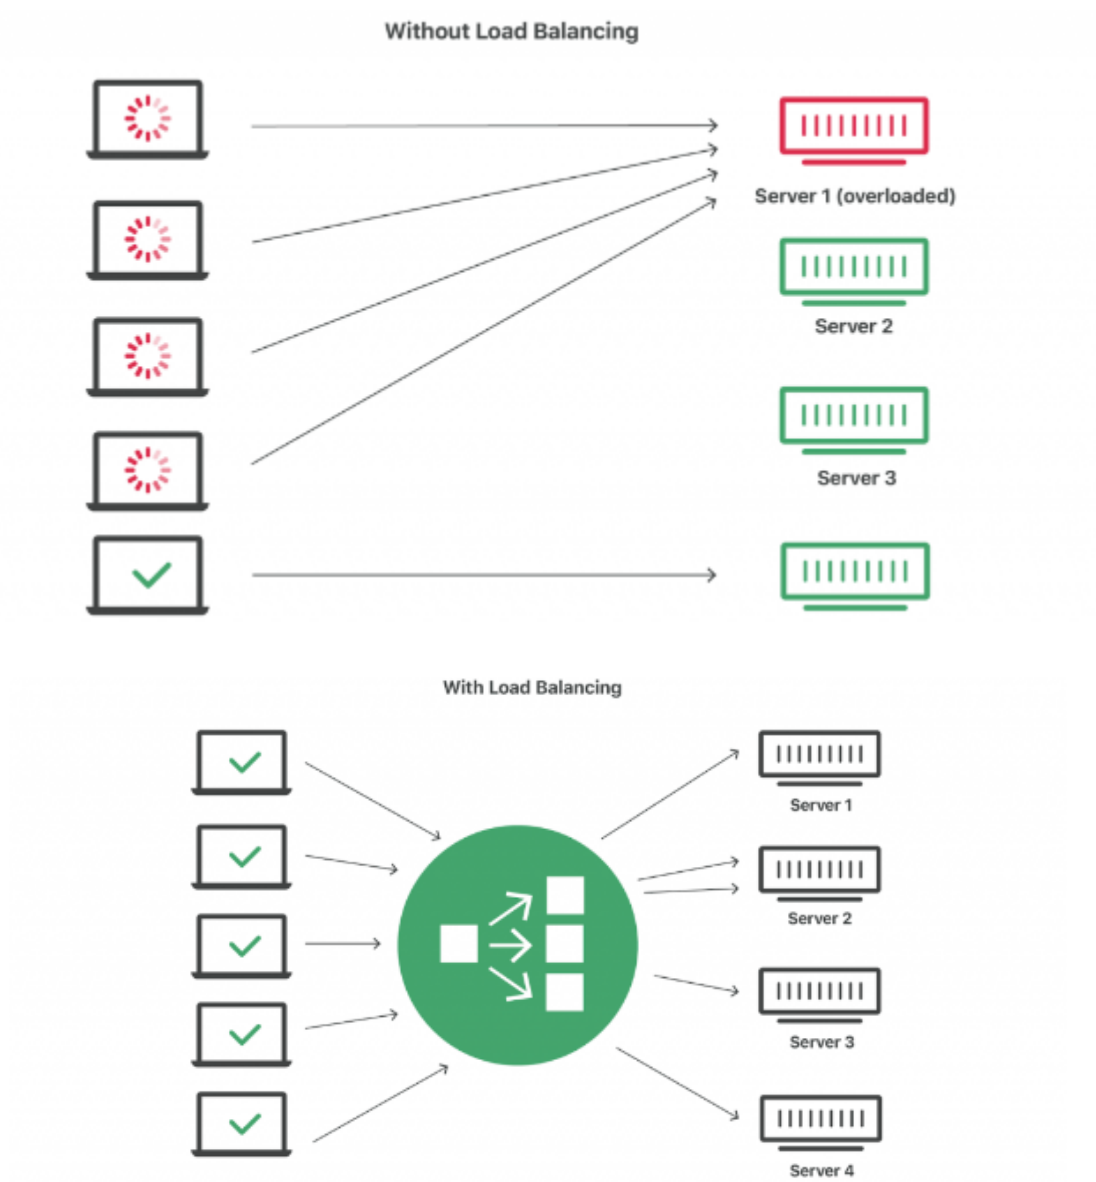 Without Load Balancing
Server 1 (overloaded)
Server 2
Server 3
With Load Balancing
Server 1
Server 2
Server 3
Server 4